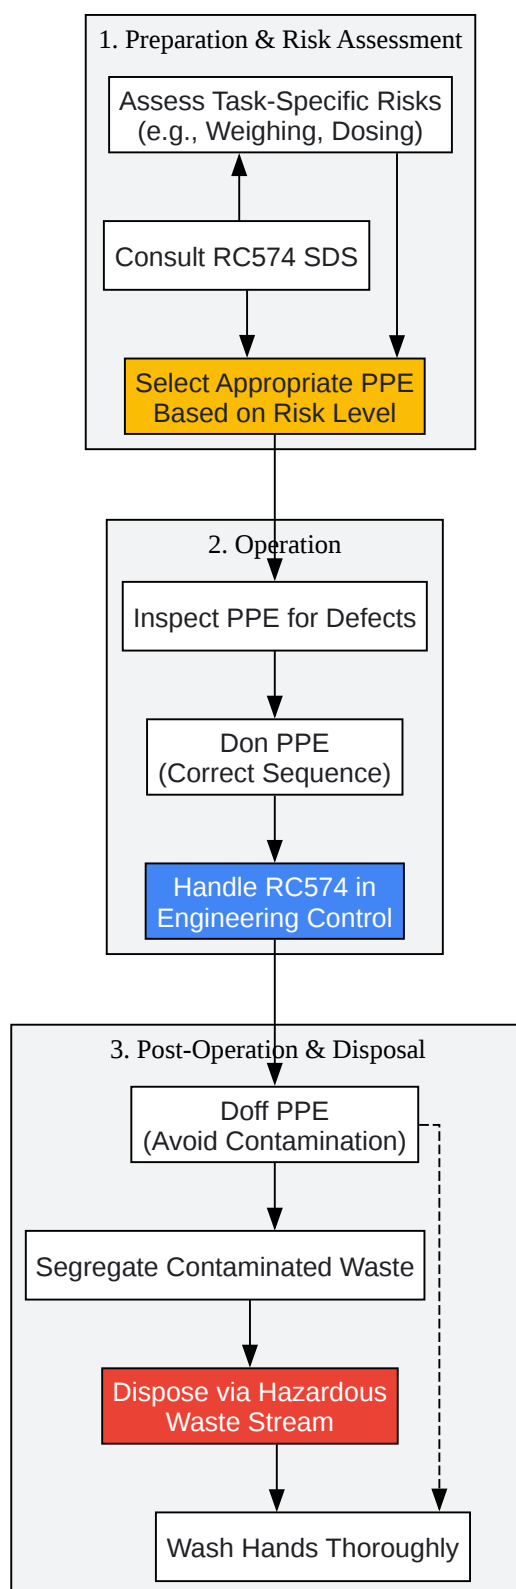 1. Preparation & Risk Assessment
Assess Task-Specific Risks
(e.g., Weighing, Dosing)
Consult RC574 SDS
Select Appropriate PPE
Based on Risk Level
2. Operation
Inspect PPE for Defects
Don PPE
(Correct Sequence)
Handle RC574 in
Engineering Control
3. Post-Operation & Disposal
Doff PPE
(Avoid Contamination)
Segregate Contaminated Waste
Dispose via Hazardous
Waste Stream
Wash Hands Thoroughly